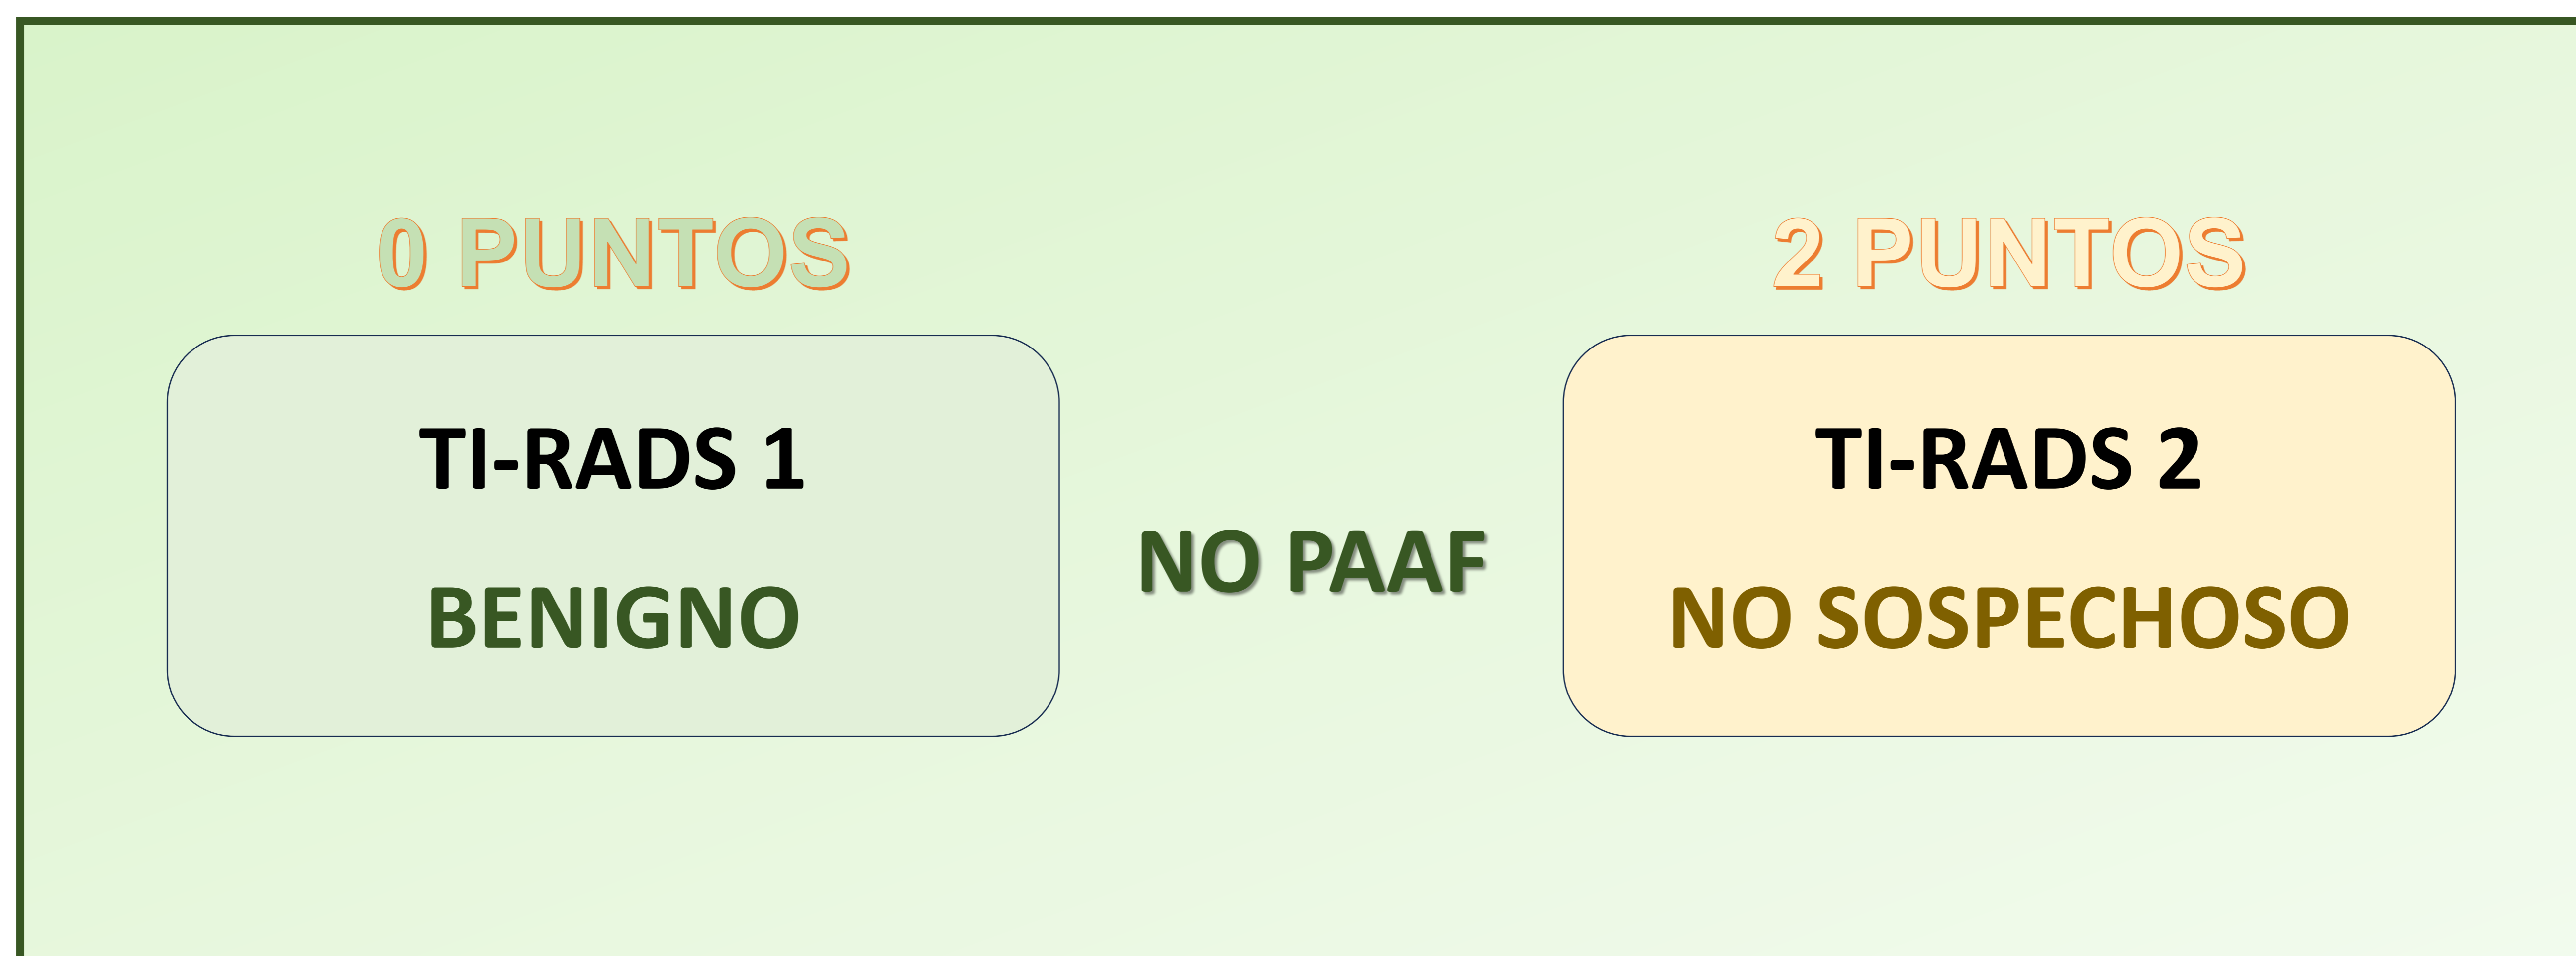 0 PUNTOS
2 PUNTOS
TI-RADS 1
BENIGNO
NO PAAF
TI-RADS 2
NO SOSPECHOSO